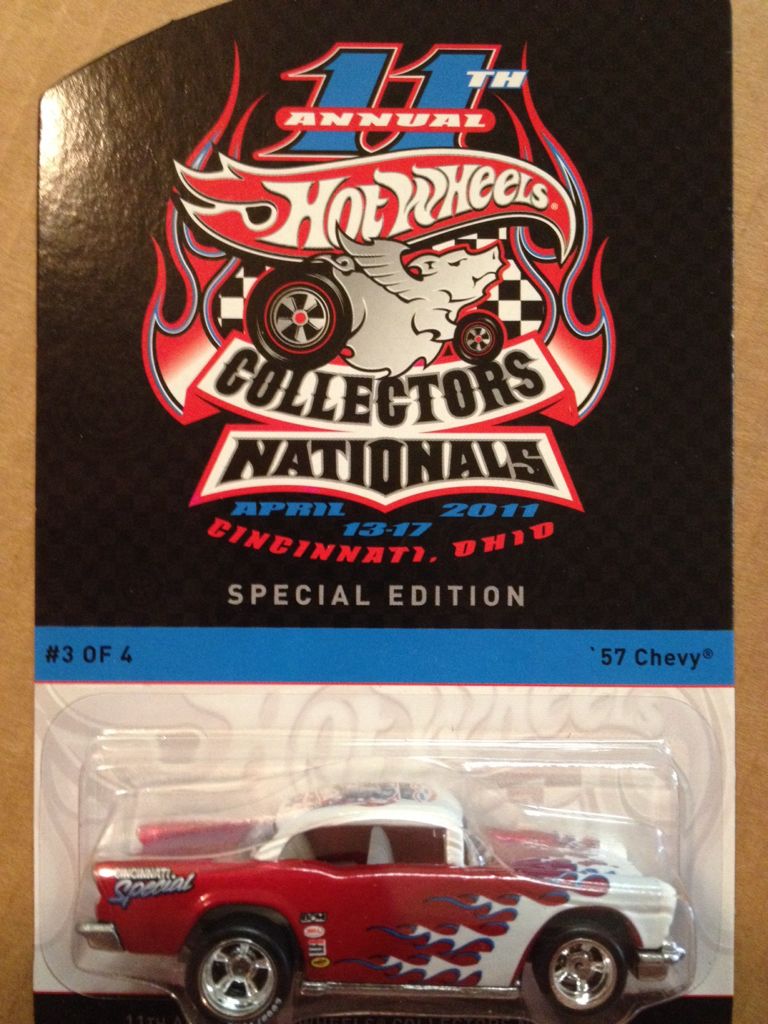 11TH
ANNUAL
Hot Wheels®
COLLECTORS
NATIONALS
APRIL 13-17 2011
CINCINNATI, OHIO
SPECIAL EDITION
#3 OF 4
`57 Chevy®
CINCINNATI
Special